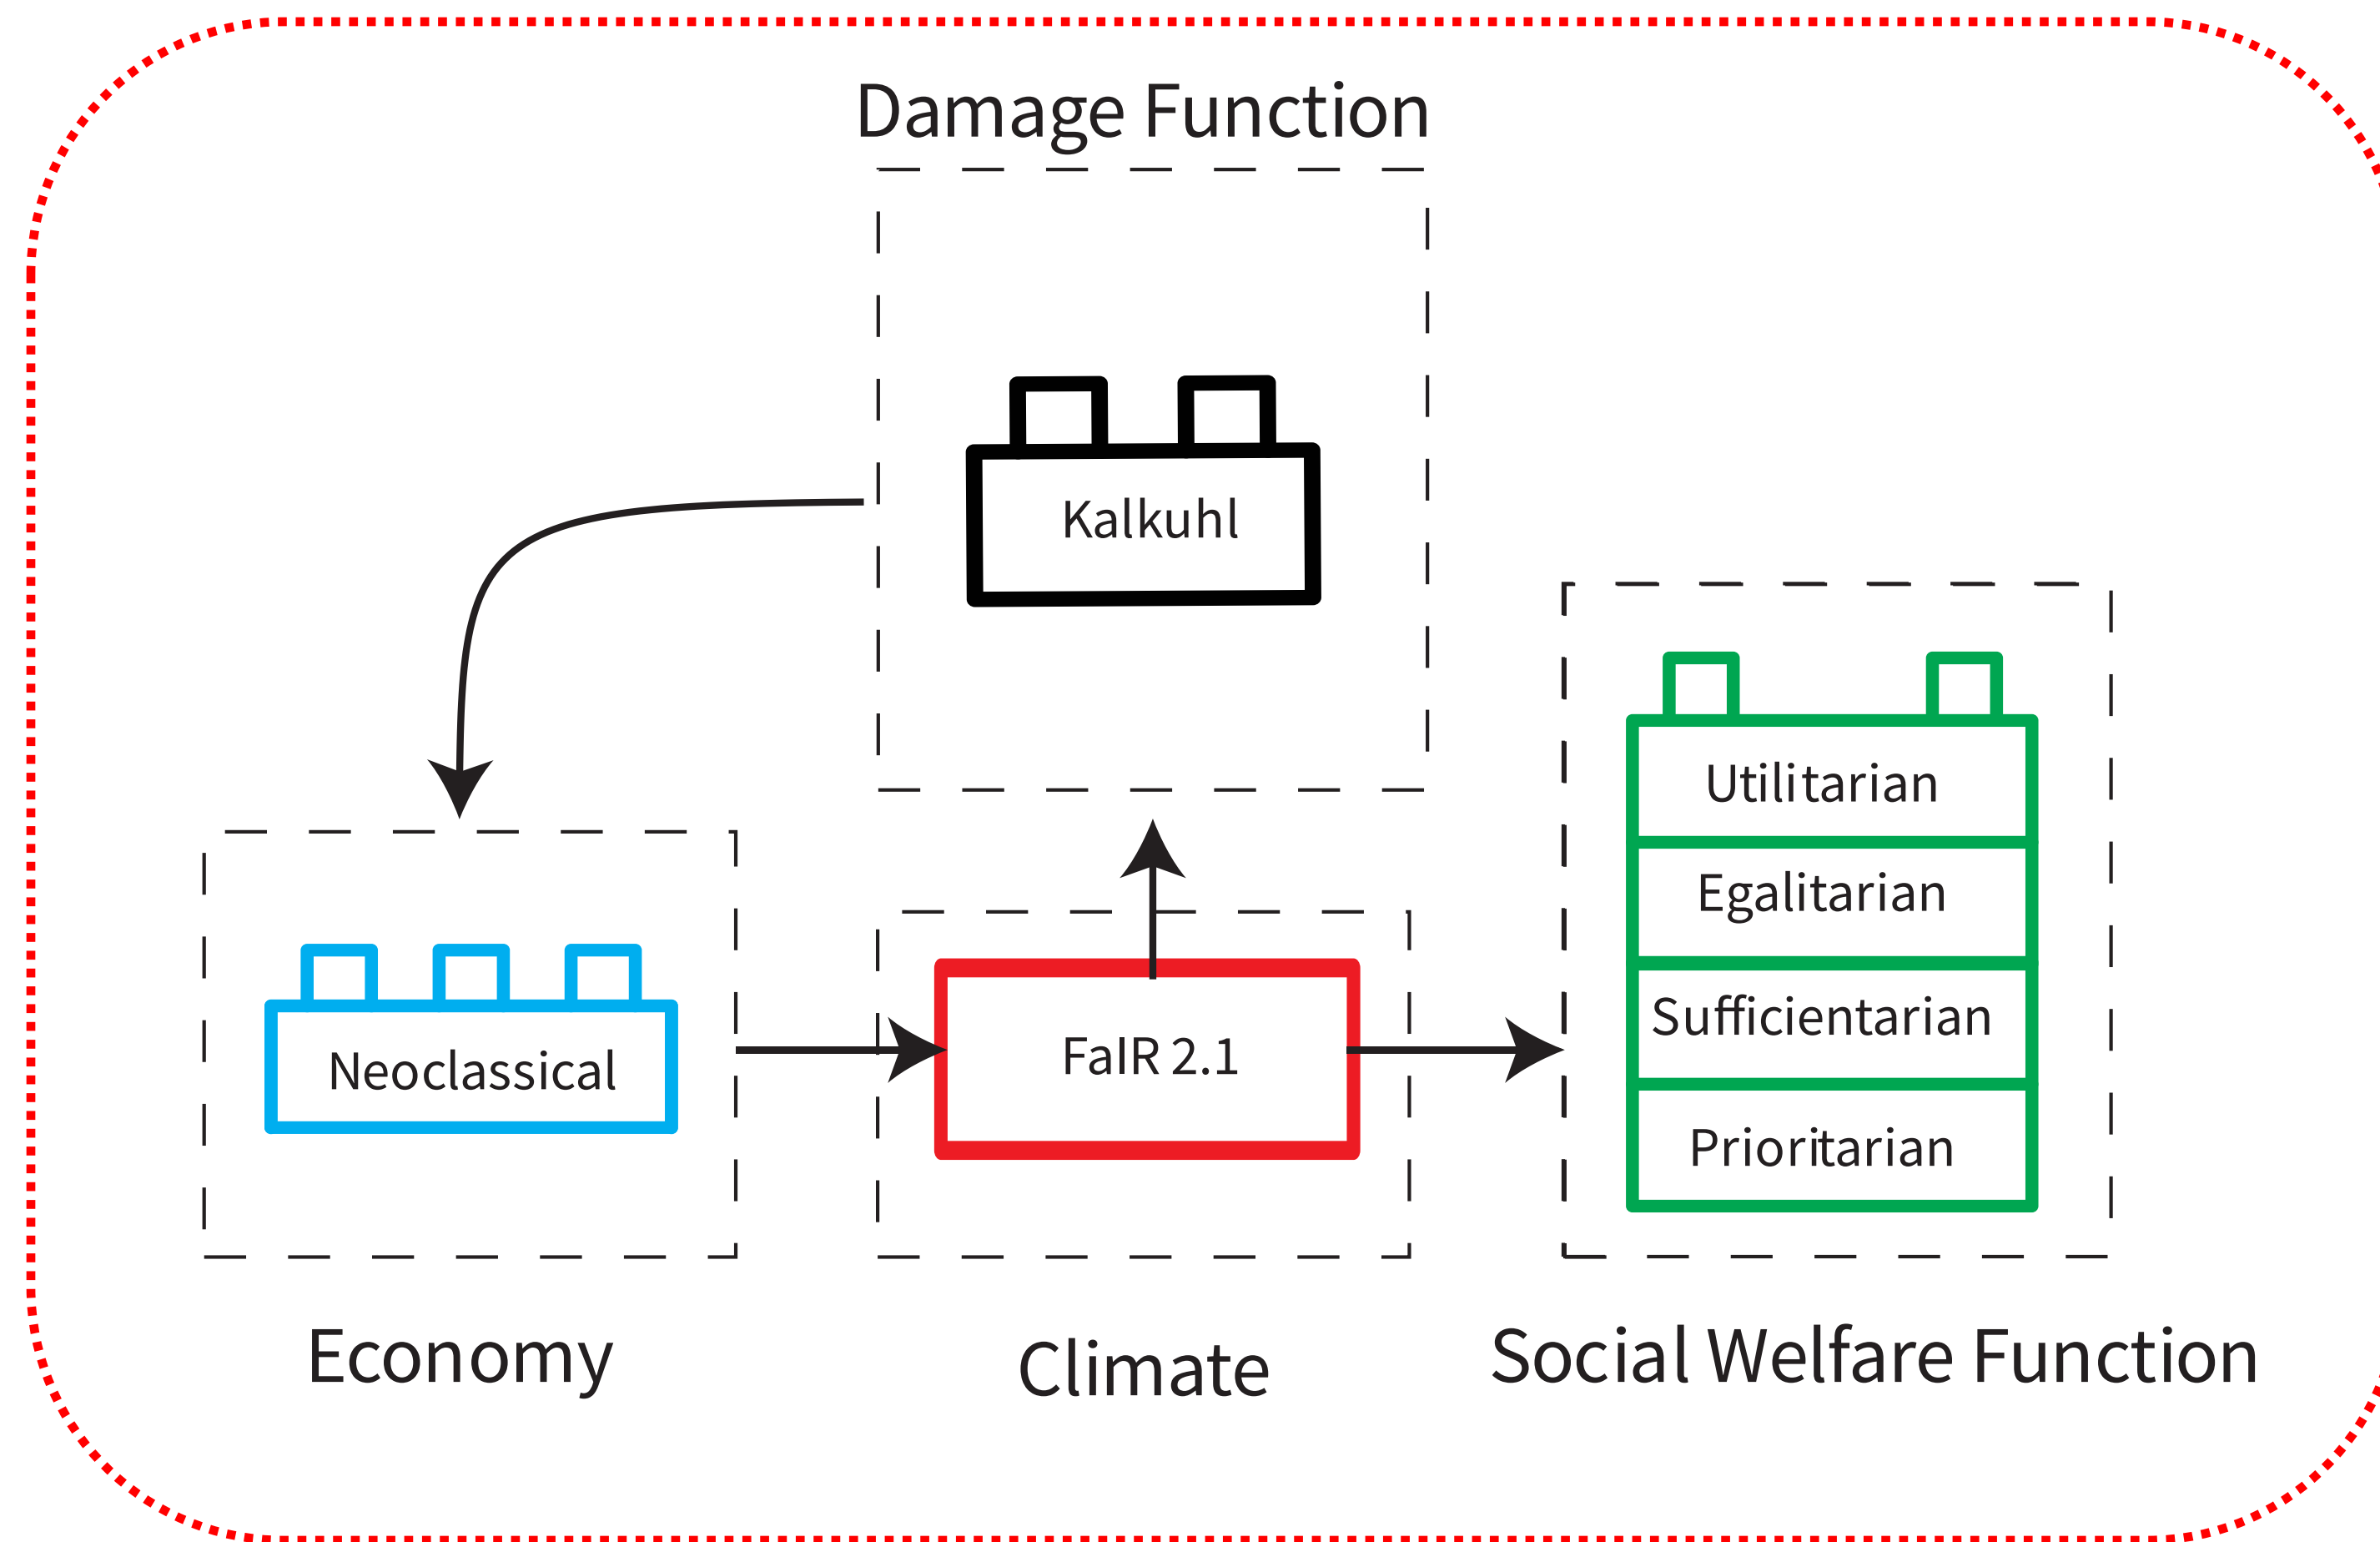 Damage Function
Kalkuhl
Utilitarian
Egalitarian
Sufficientarian
Prioritarian
Neoclassical
FaIR 2.1
Economy
Climate
Social Welfare Function